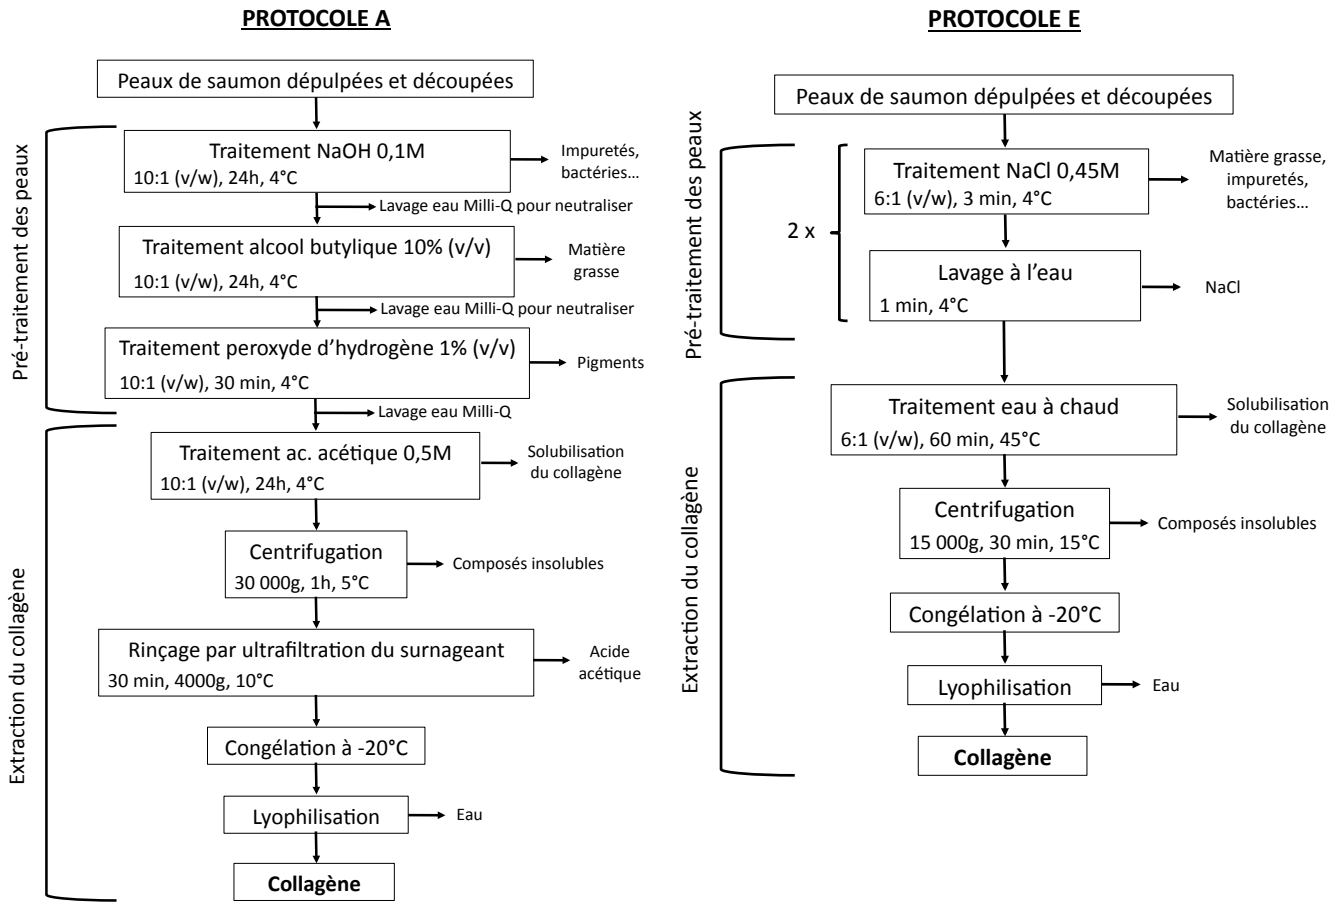 PROTOCOLE A
Peaux de saumon dépulpées et découpées
Pré-traitement des peaux
Traitement NaOH 0,1M
10:1 (v/w), 24h, 4°C
Impuretés,
bactéries...
Lavage eau Milli-Q pour neutraliser
Traitement alcool butylique 10% (v/v)
10:1 (v/w), 24h, 4°C
Matière
grasse
Lavage eau Milli-Q pour neutraliser
Traitement peroxyde d'hydrogène 1% (v/v)
10:1 (v/w), 30 min, 4°C
Pigments
Lavage eau Milli-Q
Extraction du collagène
Traitement ac. acétique 0,5M
10:1 (v/w), 24h, 4°C
Solubilisation
du collagène
Centrifugation
30 000g, 1h, 5°C
Composés insolubles
Rinçage par ultrafiltration du surnageant
30 min, 4000g, 10°C
Acide
acétique
Congélation à -20°C
Lyophilisation
Eau
Collagène
PROTOCOLE E
Peaux de saumon dépulpées et découpées
Pré-traitement des peaux
2 x
Traitement NaCl 0,45M
6:1 (v/w), 3 min, 4°C
Matière grasse,
impuretés,
bactéries...
Lavage à l'eau
1 min, 4°C
NaCl
Extraction du collagène
Traitement eau à chaud
6:1 (v/w), 60 min, 45°C
Solubilisation
du collagène
Centrifugation
15 000g, 30 min, 15°C
Composés insolubles
Congélation à -20°C
Lyophilisation
Eau
Collagène